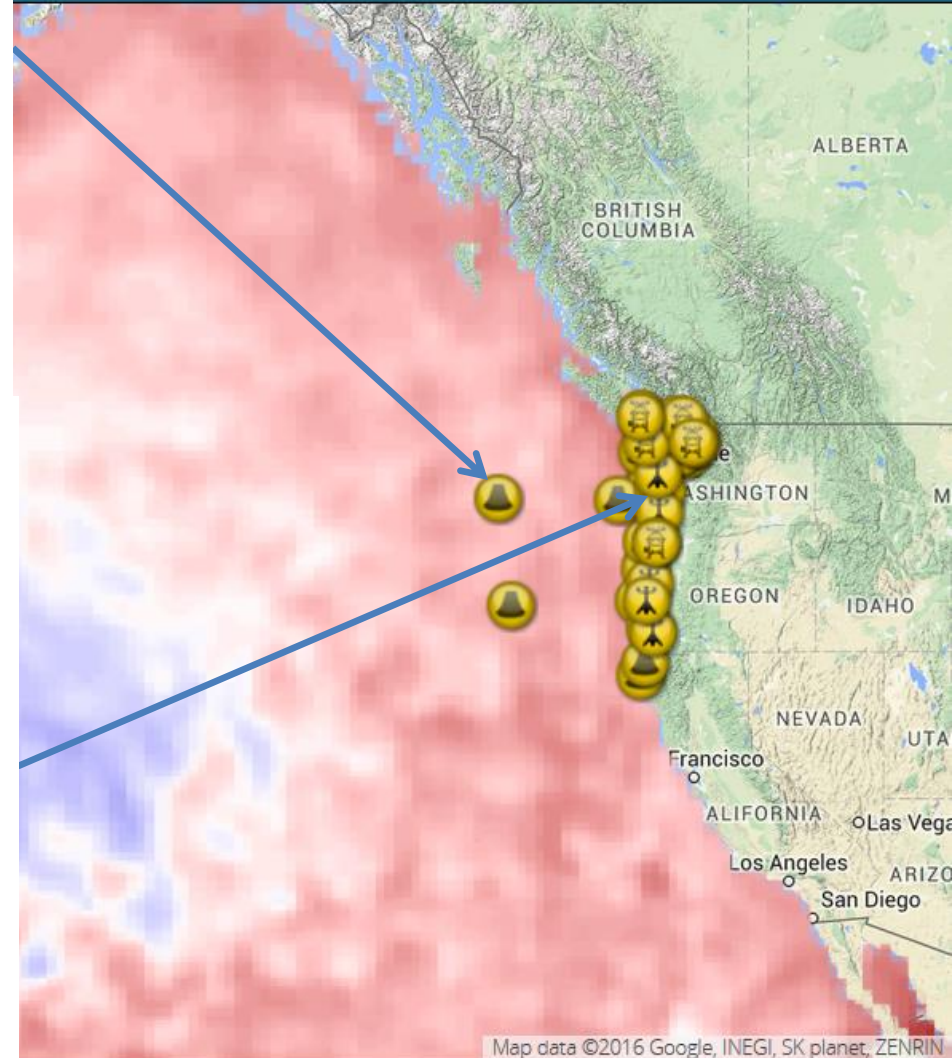 ALBERTA
BRITISH
COLUMBIA
e
ASHINGTON
M
OREGON
IDAHO
NEVADA
UTA
Francisco
ALIFORNIA
Las Vega
Los Angeles
ARIZO
San Diego
Map data ©2016 Google, INEGI, SK planet, ZENRIN